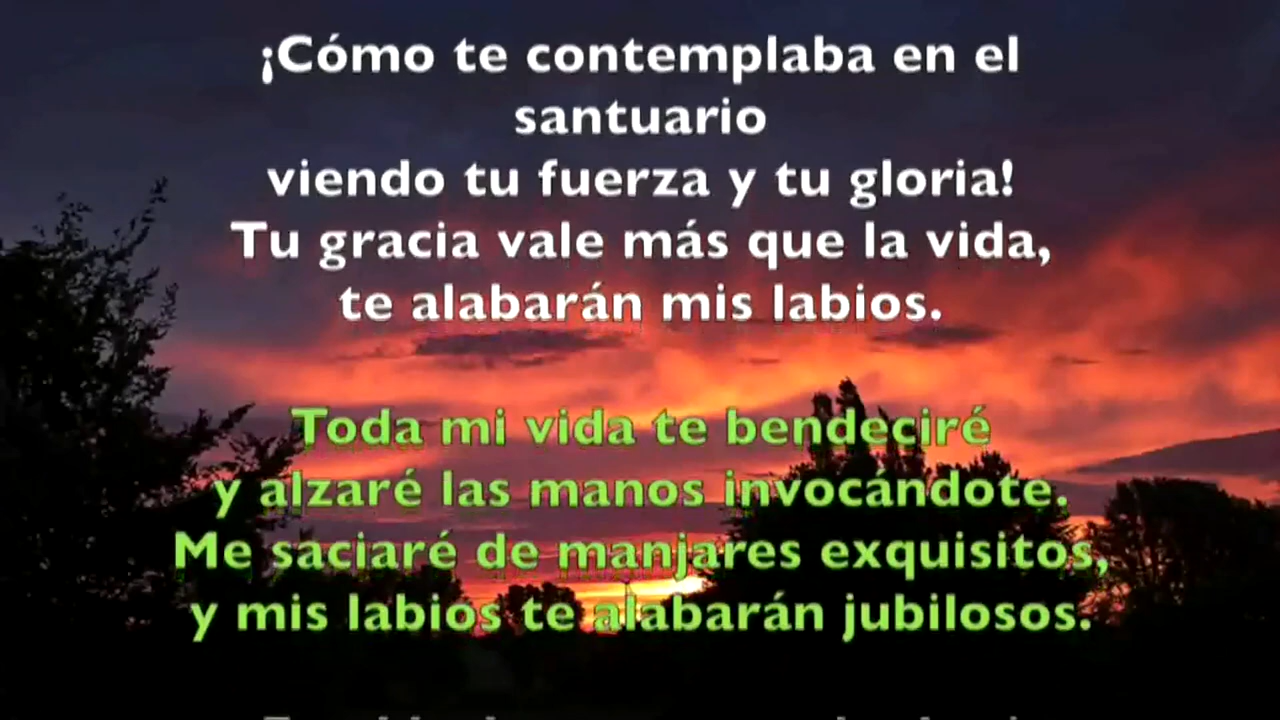 ¡Cómo te contemplaba en el
santuario
viendo tu fuerza y tu gloria!
Tu gracia vale más que la vida,
te alabarán mis labios.
Toda mi vida te bendeciré
y alzaré las manos invocándote.
Me saciaré de manjares exquisitos,
y mis labios te alabarán jubilosos.